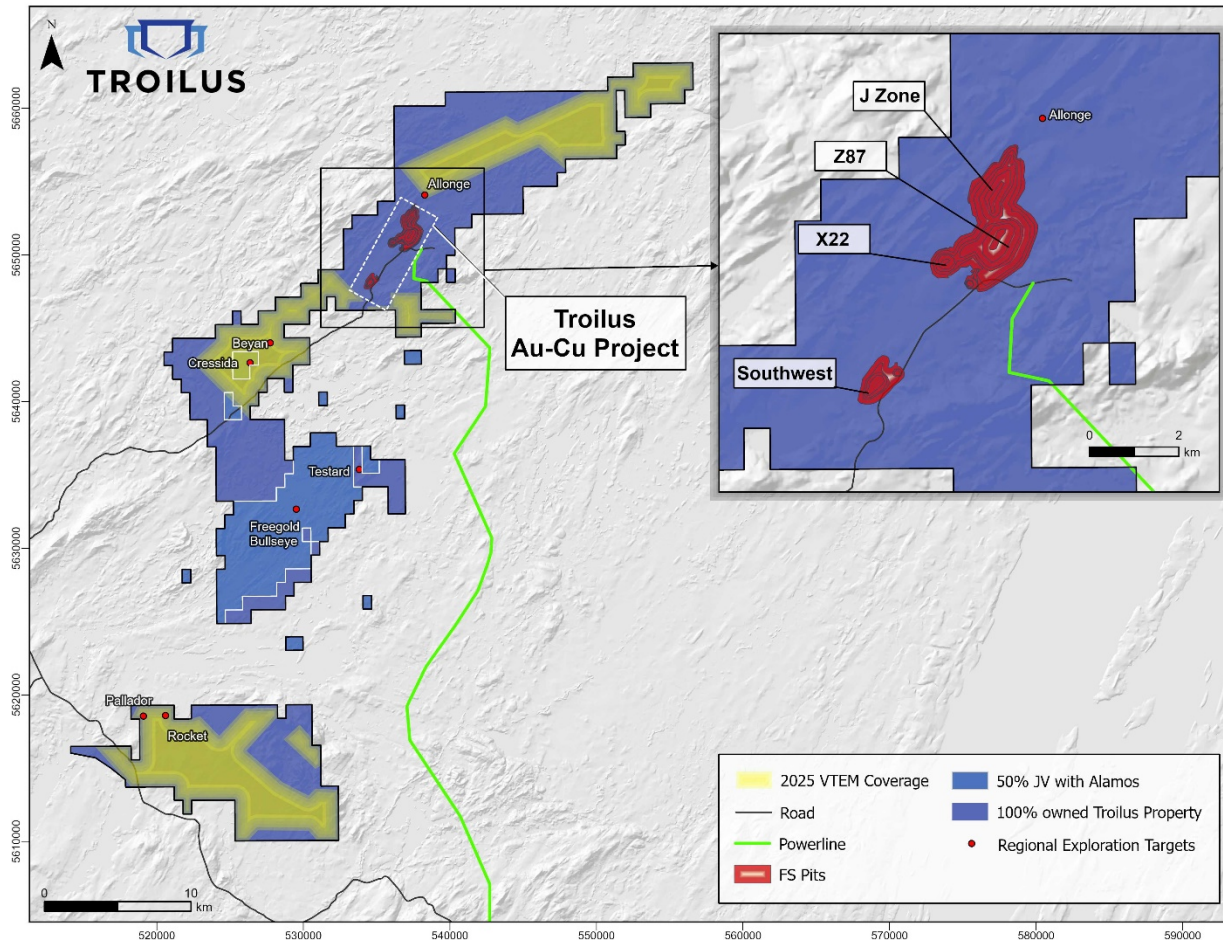 N
TROILUS
5660000
5650000
5640000
5630000
5620000
5610000
Allonge
Beyan
Cressida
Testard
Freegold
Bullseye
Pallador
Rocket
Troilus
Au-Cu Project
J Zone
Z87
X22
Southwest
Allonge
0 2
km
2025 VTEM Coverage
Road
Powerline
FS Pits
50% JV with Alamos
100% owned Troilus Property
Regional Exploration Targets
0 10
km
520000 530000 540000 550000 560000 570000 580000 590000